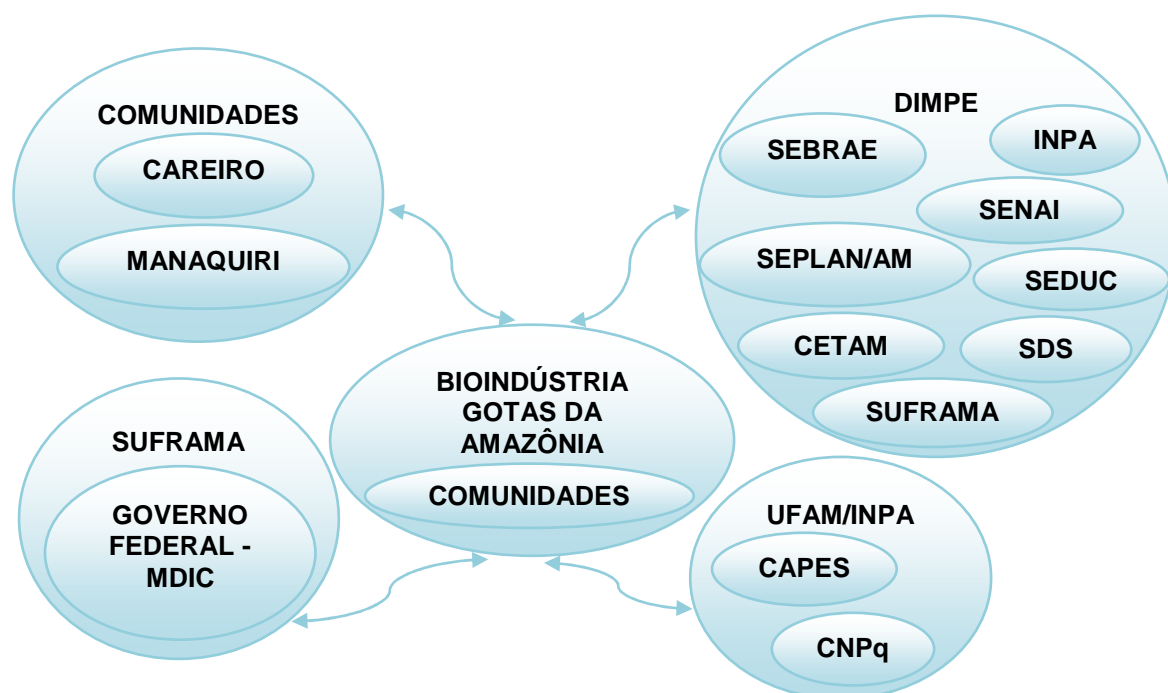 COMUNIDADES
CAREIRO
MANAQUIRI
DIMPE
SEBRAE
INPA
SENAI
SEPLAN/AM
SEDUC
CETAM
SDS
SUFRAMA
BIOINDÚSTRIA
GOTAS DA
AMAZÔNIA
COMUNIDADES
SUFRAMA
GOVERNO
FEDERAL -
MDIC
UFAM/INPA
CAPES
CNPq